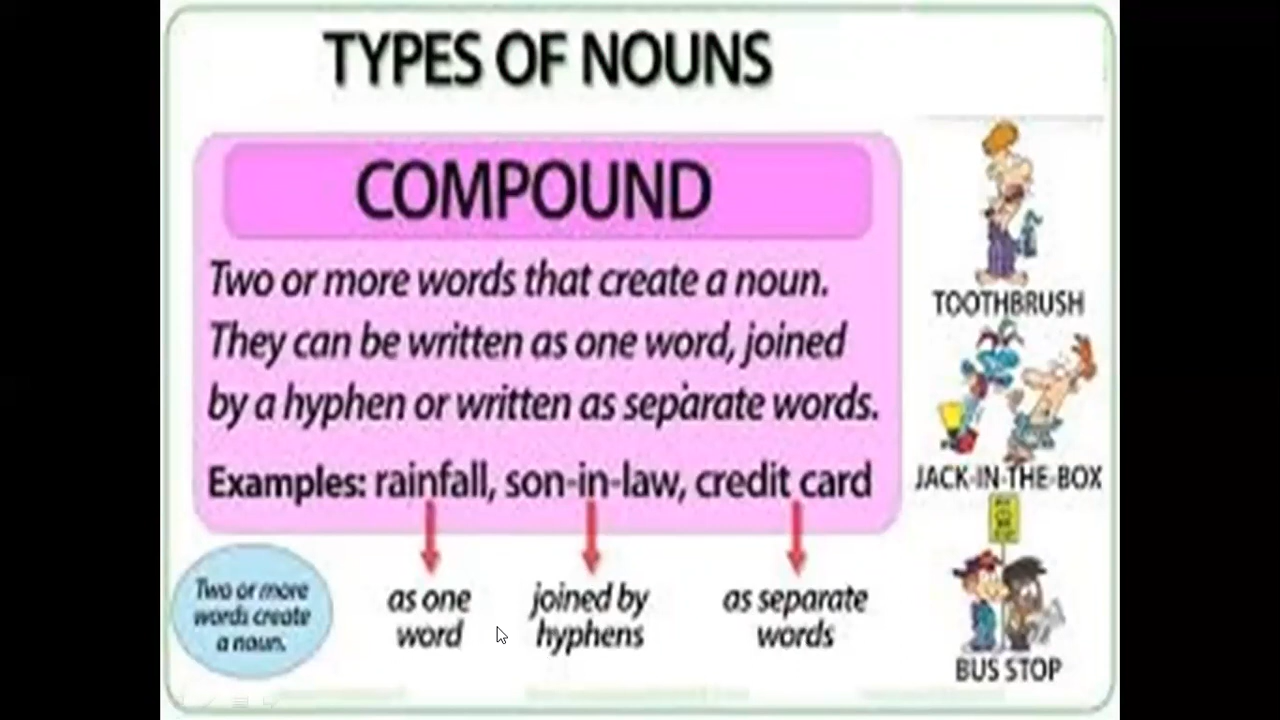 TYPES OF NOUNS
COMPOUND
Two or more words that create a noun.
They can be written as one word, joined
by a hyphen or written as separate words.
Examples: rainfall, son-in-law, credit card
as one
word
joined by
hyphens
as separate
words
Two or more
words create
a noun.
TOOTHBRUSH
JACK-IN-THE-BOX
BUS STOP